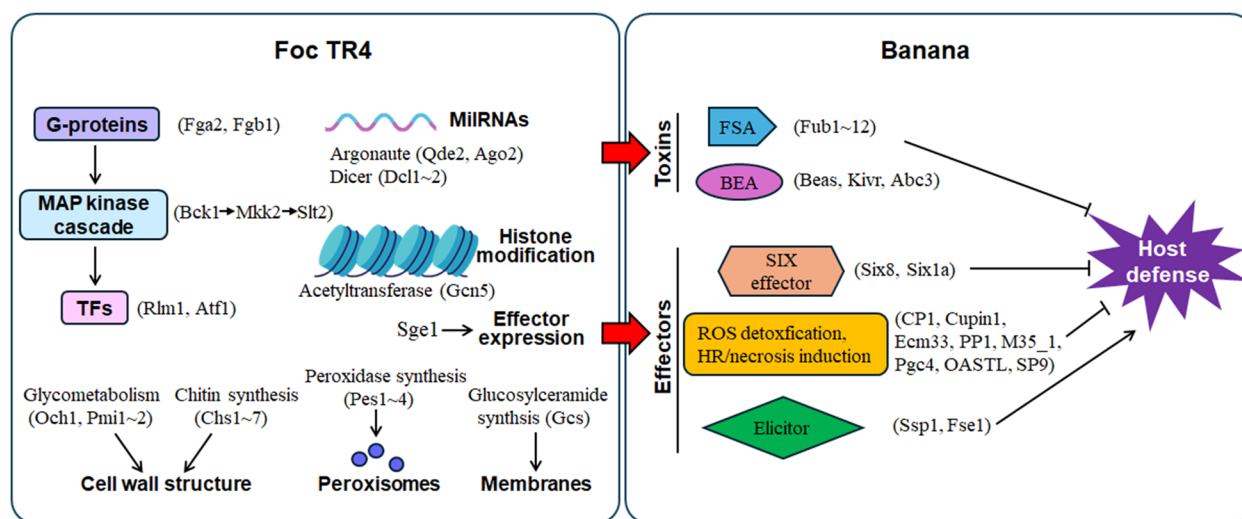 Foc TR4
G-proteins
(Fga2, Fgb1)
MAP kinase
cascade
(Bck1→Mkk2→Slt2)
TFs
(Rlm1, Atf1)
MilRNAs
Argonaute (Qde2, Ago2)
Dicer (Dcl1~2)
Histone
modification
Acetyltransferase (Gcn5)
Sge1
Effector
expression
Glycometabolism
(Och1, Pmi1~2)
Chitin synthesis
(Chs1~7)
Cell wall structure
Peroxidase synthesis
(Pes1~4)
Peroxisomes
Glucosylceramide
synthsis (Gcs)
Membranes
Banana
Toxins
FSA
(Fub1~12)
BEA
(Beas, Kivr, Abc3)
Effectors
SIX
effector
(Six8, Six1a)
ROS detoxfication,
HR/necrosis induction
(CP1, Cupin1,
Ecm33, PP1, M35_1,
Pgc4, OASTL, SP9)
Elicitor
(Ssp1, Fse1)
Host
defense